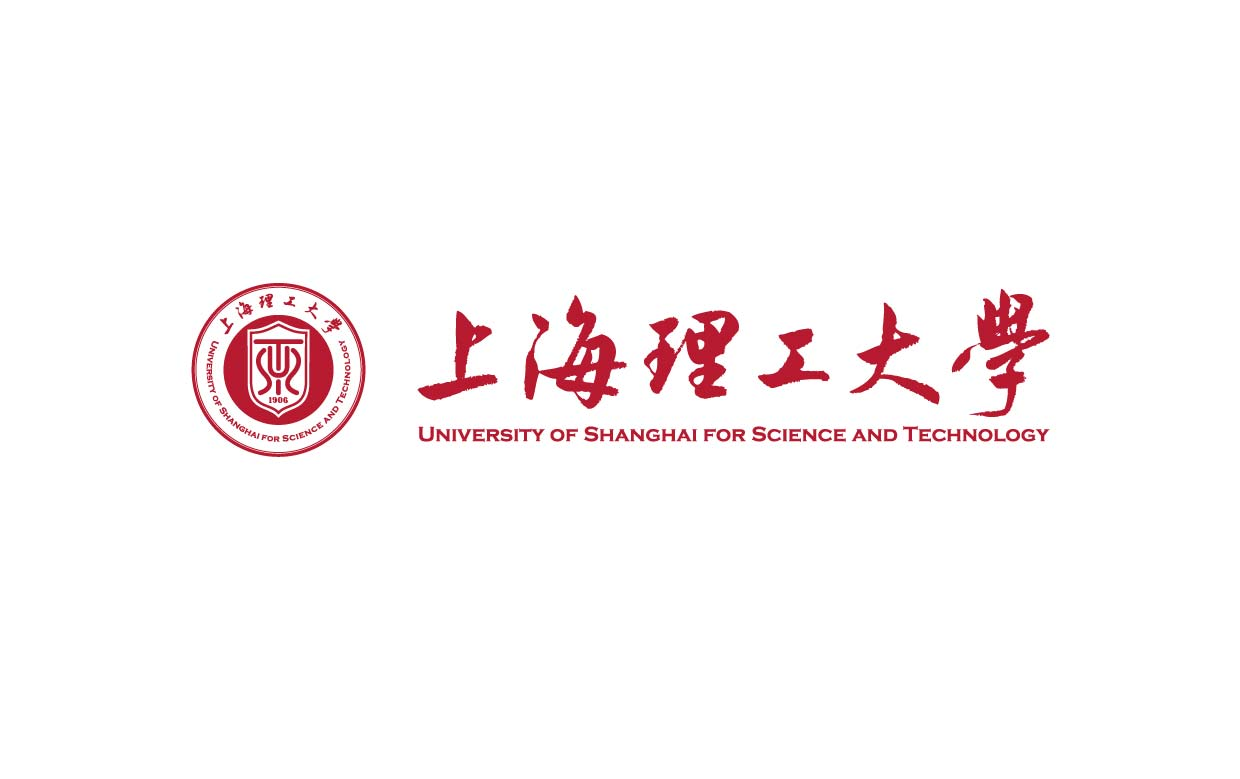 上海理工大學
UNIVERSITY OF SHANGHAI FOR SCIENCE AND TECHNOLOGY
1906
上海理工大學
UNIVERSITY OF SHANGHAI FOR SCIENCE AND TECHNOLOGY